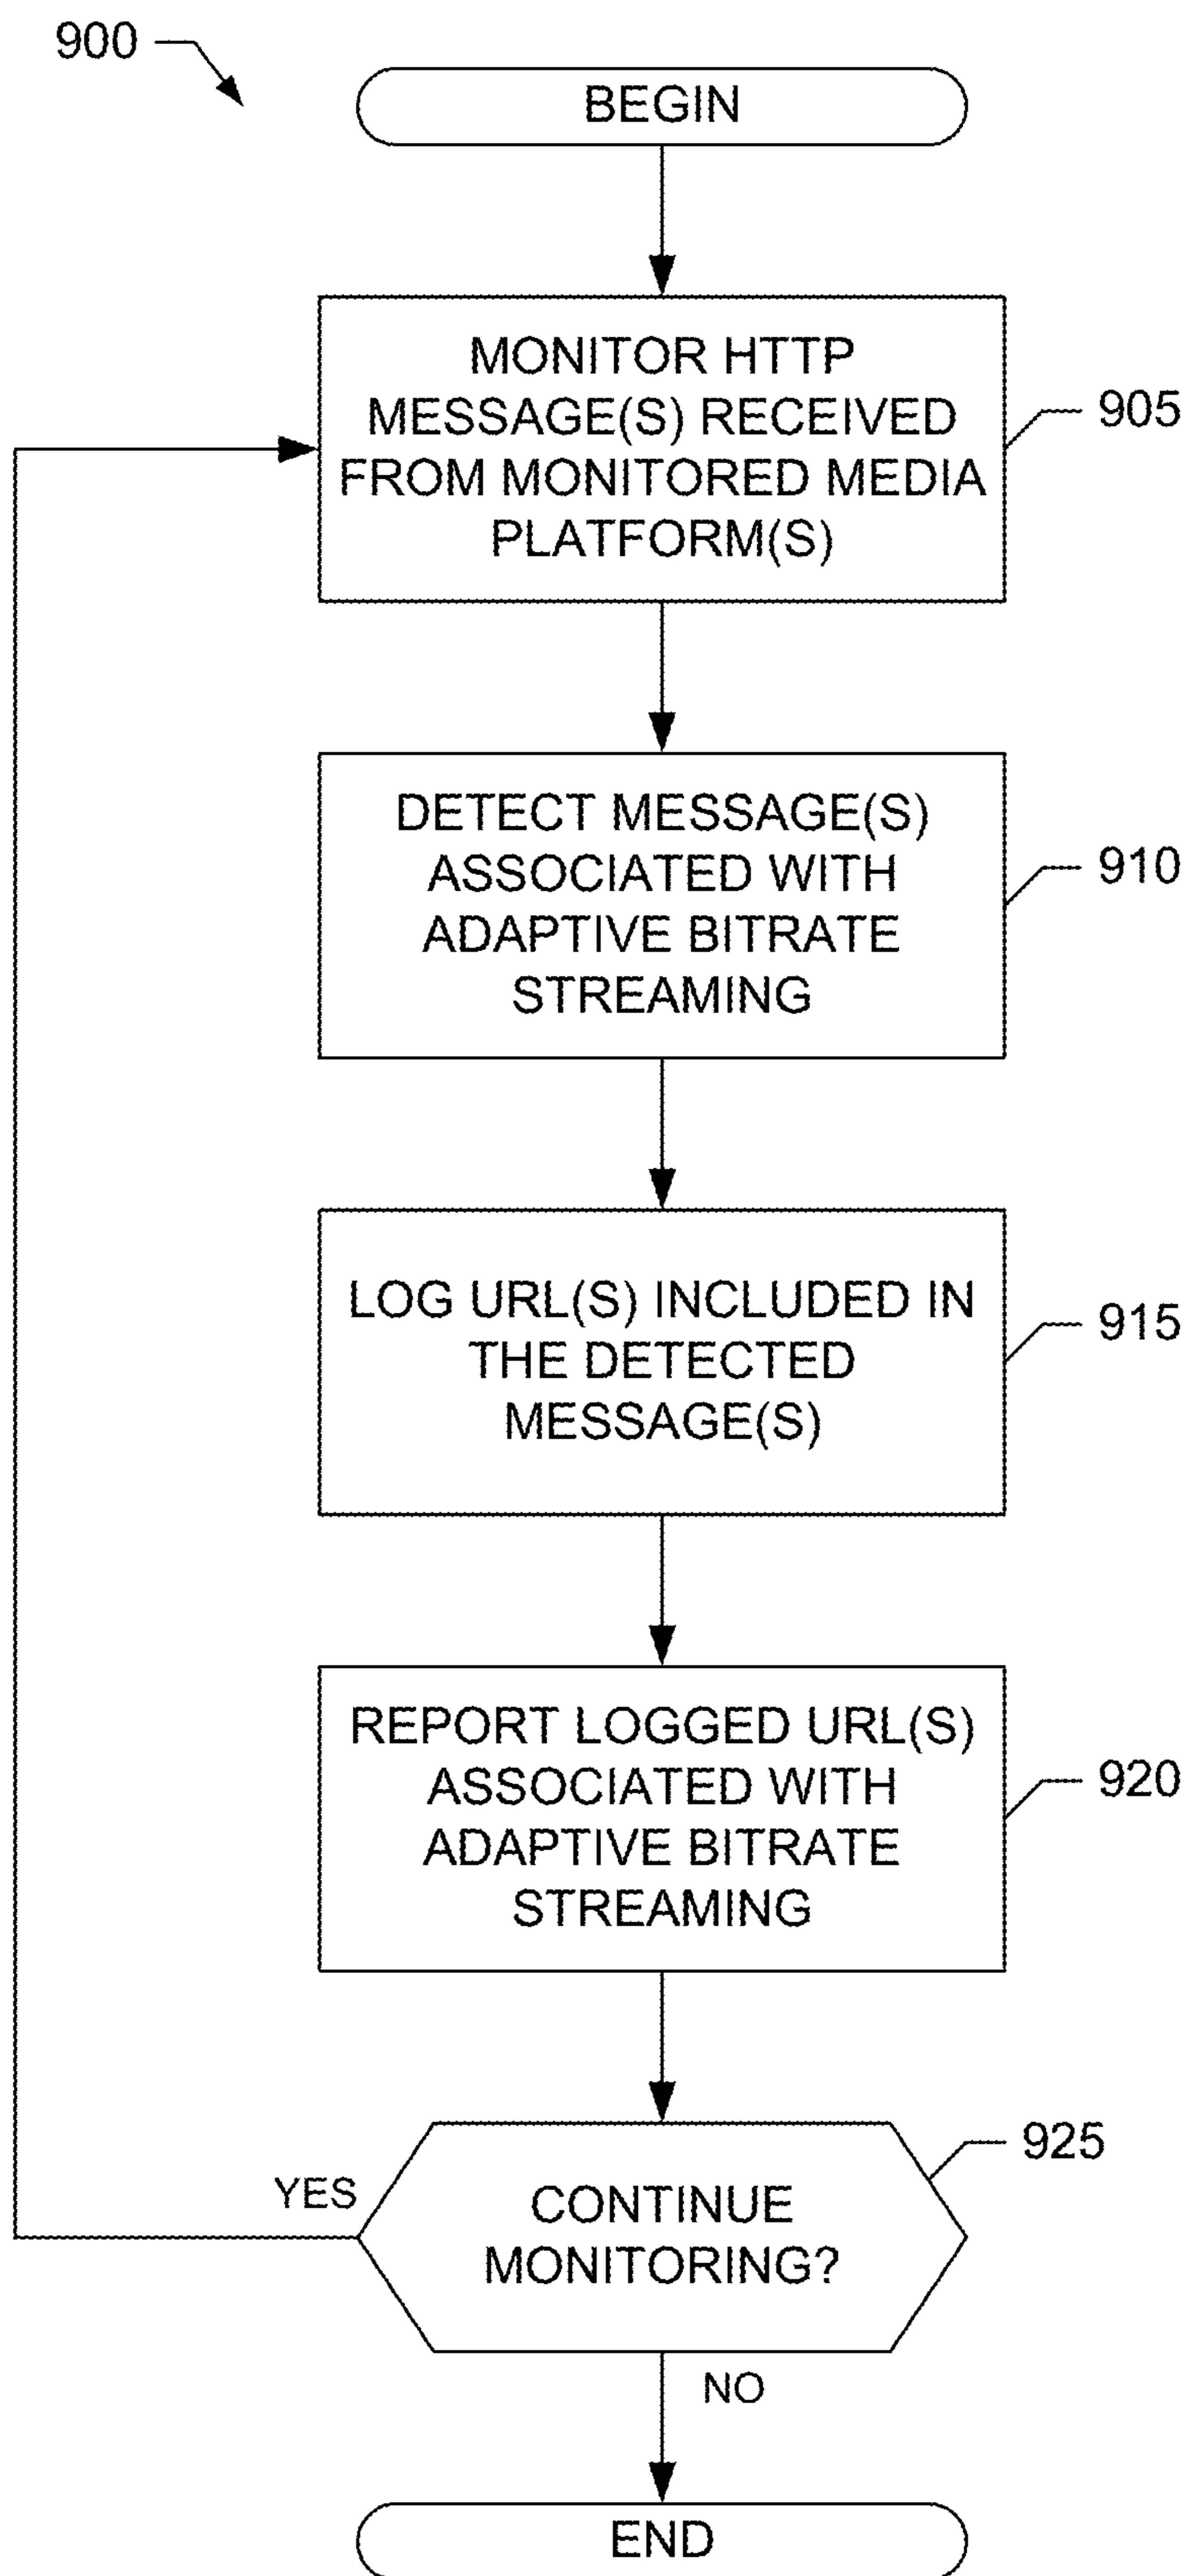 900
BEGIN
MONITOR HTTP
MESSAGE(S) RECEIVED
FROM MONITORED MEDIA
PLATFORM(S)
905
DETECT MESSAGE(S)
ASSOCIATED WITH
ADAPTIVE BITRATE
STREAMING
910
LOG URL(S) INCLUDED IN
THE DETECTED
MESSAGE(S)
915
REPORT LOGGED URL(S)
ASSOCIATED WITH
ADAPTIVE BITRATE
STREAMING
920
CONTINUE
MONITORING?
925
YES
NO
END